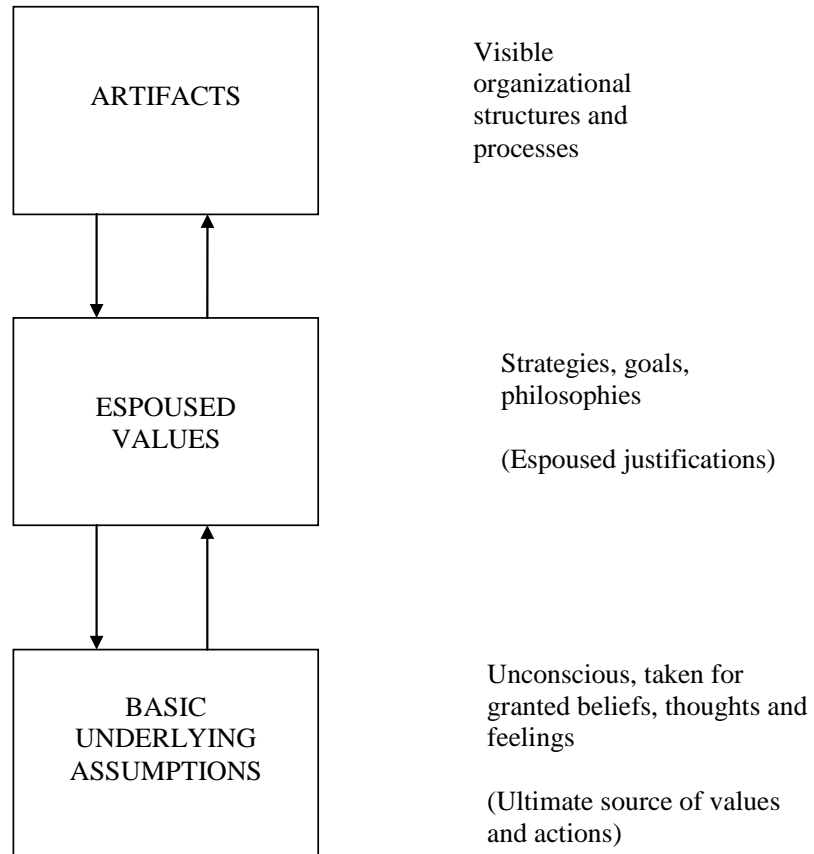 ARTIFACTS
Visible
organizational
structures and
processes
ESPOUSED
VALUES
Strategies, goals,
philosophies
(Espoused justifications)
BASIC
UNDERLYING
ASSUMPTIONS
Unconscious, taken for
granted beliefs, thoughts and
feelings
(Ultimate source of values
and actions)